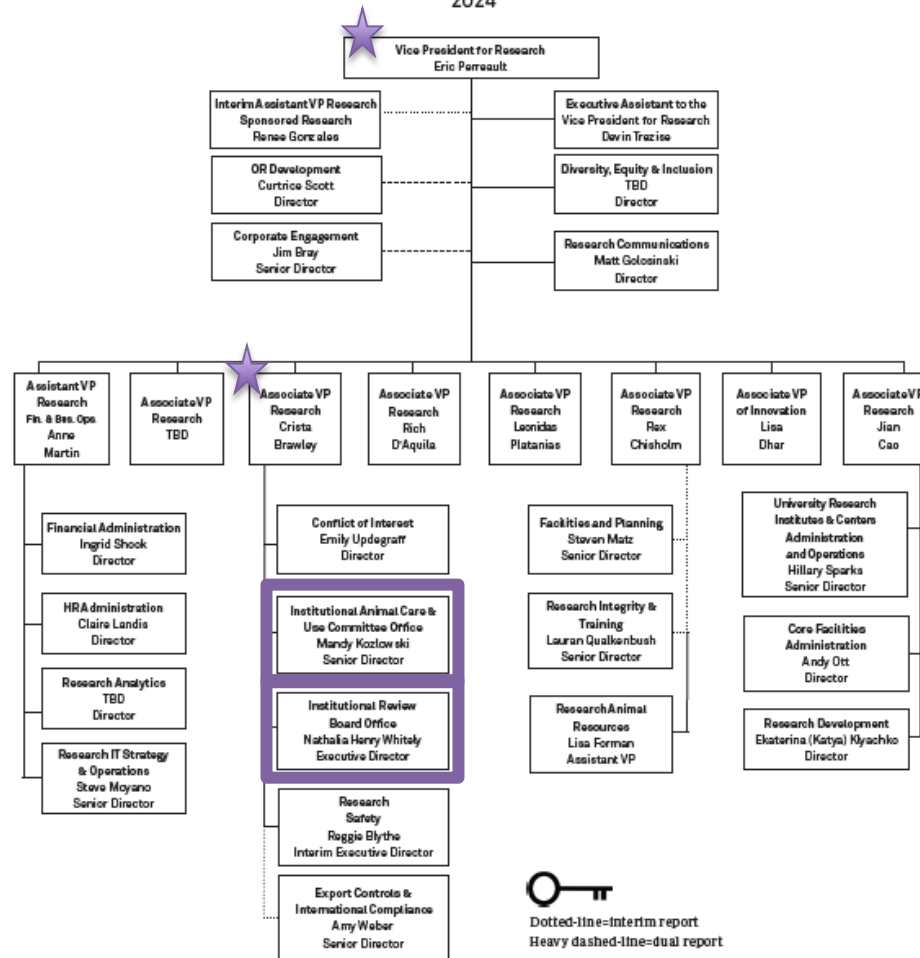 2024
Vice President for Research
Eric Perreault
Interim Assistant VP Research
Sponsored Research
Renee Gonzales
Executive Assistant to the
Vice President for Research
Devin Trezise
OR Development
Curtrice Scott
Director
Diversity, Equity & Inclusion
TBD
Director
Corporate Engagement
Jim Bray
Senior Director
Research Communications
Matt Golosinski
Director
Assistant VP
Research
Fin. & Bus. Ops.
Anne
Martin
Associate VP
Research
TBD
Associate VP
Research
Crista
Brawley
Associate VP
Research
Rich
D'Aquila
Associate VP
Research
Leonidas
Platanias
Associate VP
Research
Rex
Chisholm
Associate VP
of Innovation
Lisa
Dhar
Associate VP
Research
Jian
Cao
Financial Administration
Ingrid Shook
Director
HR Administration
Claire Landis
Director
Research Analytics
TBD
Director
Research IT Strategy
& Operations
Steve Moyano
Senior Director
Conflict of Interest
Emily Updegraff
Director
Institutional Animal Care &
Use Committee Office
Mandy Kozlowski
Senior Director
Institutional Review
Board Office
Nathalia Henry Whitely
Executive Director
Research
Safety
Reggie Blythe
Interim Executive Director
Export Controls &
International Compliance
Amy Weber
Senior Director
Facilities and Planning
Steven Matz
Senior Director
Research Integrity &
Training
Lauran Qualkenbush
Senior Director
Research Animal
Resources
Lisa Forman
Assistant VP
University Research
Institutes & Centers
Administration
and Operations
Hillary Sparks
Senior Director
Core Facilities
Administration
Andy Ott
Director
Research Development
Ekaterina (Katya) Klyachko
Director
Dotted-line=interim report
Heavy dashed-line=dual report